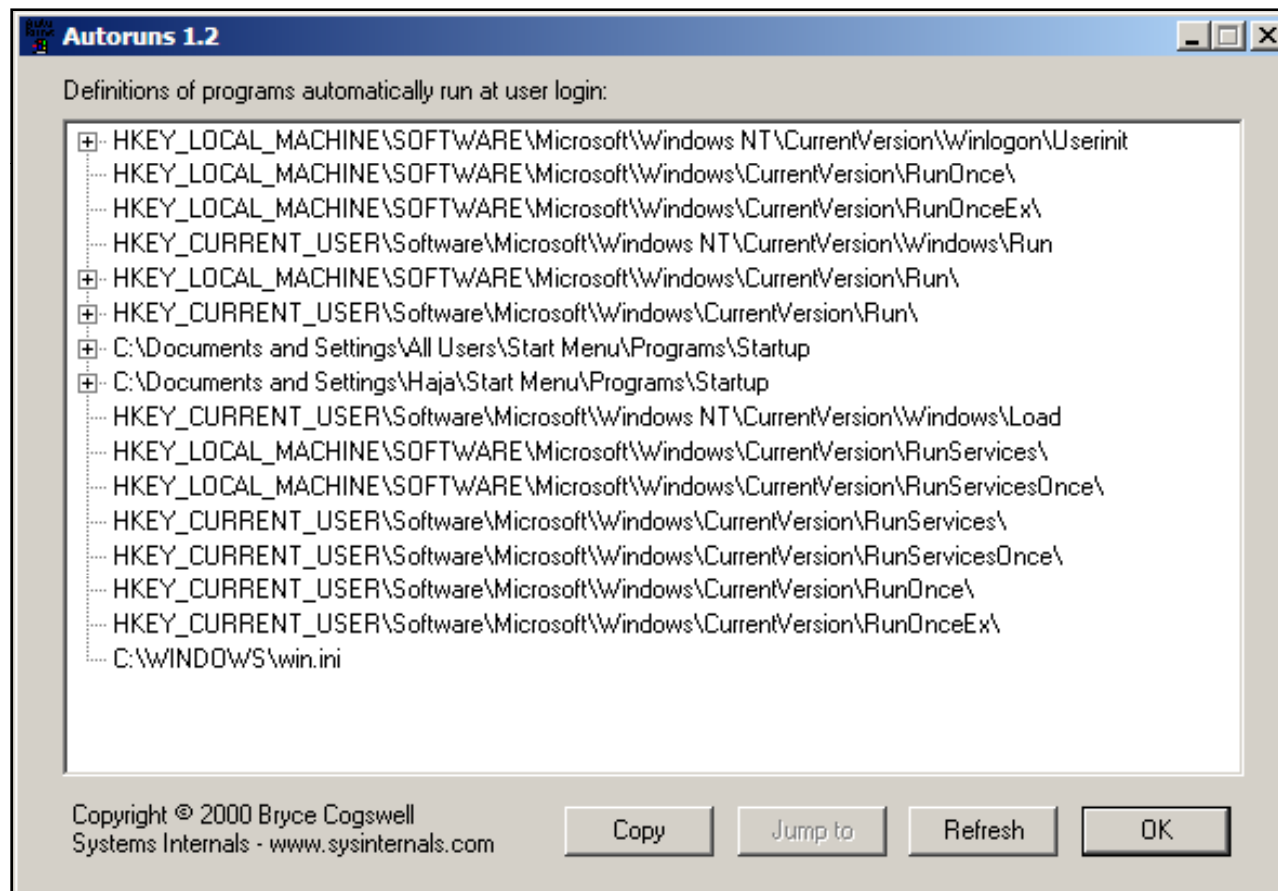 Autoruns 1.2
Definitions of programs automatically run at user login:
HKEY_LOCAL_MACHINE\SOFTWARE\Microsoft\Windows NT\CurrentVersion\Winlogon\Userinit
HKEY_LOCAL_MACHINE\SOFTWARE\Microsoft\Windows\CurrentVersion\RunOnce\
HKEY_LOCAL_MACHINE\SOFTWARE\Microsoft\Windows\CurrentVersion\RunOnceEx\
HKEY_CURRENT_USER\Software\Microsoft\Windows NT\CurrentVersion\Windows\Run
HKEY_LOCAL_MACHINE\SOFTWARE\Microsoft\Windows\CurrentVersion\Run\
HKEY_CURRENT_USER\Software\Microsoft\Windows\CurrentVersion\Run\
C:\Documents and Settings\All Users\Start Menu\Programs\Startup
C:\Documents and Settings\Haja\Start Menu\Programs\Startup
HKEY_CURRENT_USER\Software\Microsoft\Windows NT\CurrentVersion\Windows\Load
HKEY_LOCAL_MACHINE\SOFTWARE\Microsoft\Windows\CurrentVersion\RunServices\
HKEY_LOCAL_MACHINE\SOFTWARE\Microsoft\Windows\CurrentVersion\RunServicesOnce\
HKEY_CURRENT_USER\Software\Microsoft\Windows\CurrentVersion\RunServices\
HKEY_CURRENT_USER\Software\Microsoft\Windows\CurrentVersion\RunServicesOnce\
HKEY_CURRENT_USER\Software\Microsoft\Windows\CurrentVersion\RunOnce\
HKEY_CURRENT_USER\Software\Microsoft\Windows\CurrentVersion\RunOnceEx\
C:\WINDOWS\win.ini
Copyright © 2000 Bryce Cogswell
Systems Internals - www.sysinternals.com
Copy
Jump to
Refresh
OK